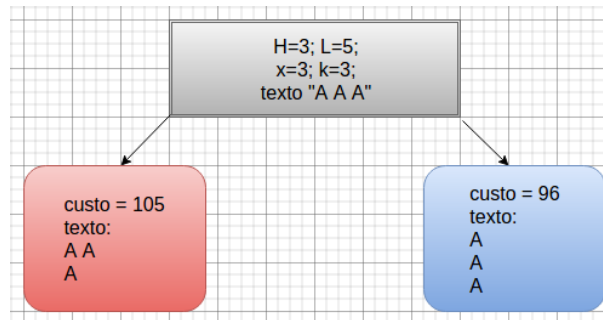 H=3; L=5;
x=3; k=3;
texto "A A A"
custo = 105
texto:
A A
A
custo = 96
texto:
A
A
A